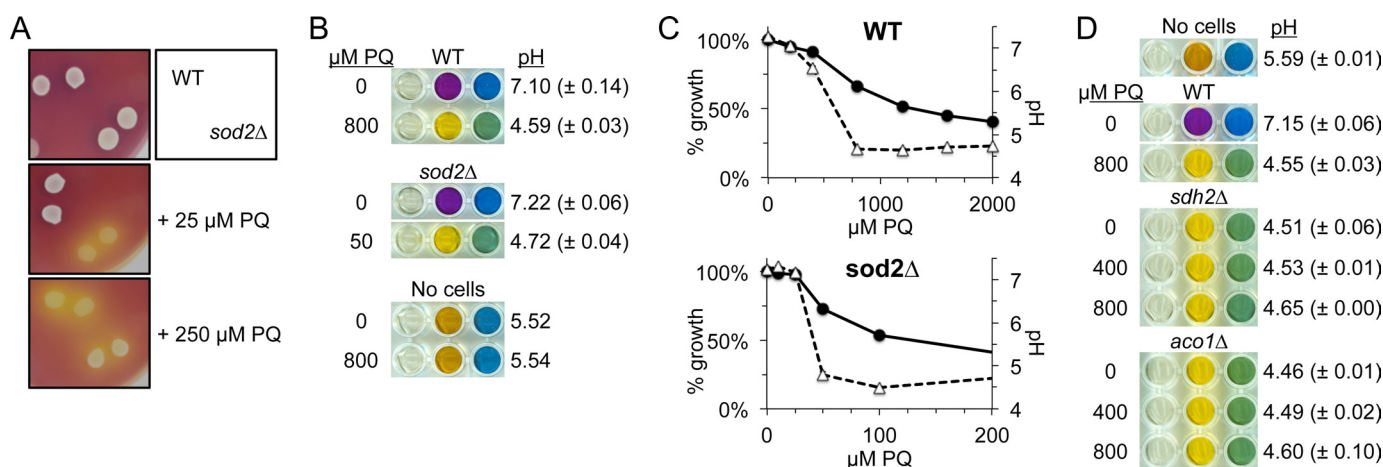 A
WT
sod2Δ
+ 25 µM PQ
+ 250 µM PQ
B
µM PQ WT pH
0 7.10 (± 0.14)
800 4.59 (± 0.03)
sod2Δ
0 7.22 (± 0.06)
50 4.72 (± 0.04)
No cells
0 5.52
800 5.54
C
WT
100%
50%
0%
% growth
7
6
5
4
pH
0 1000 2000
µM PQ
sod2Δ
100%
50%
0%
% growth
7
6
5
4
pH
0 100 200
µM PQ
D
No cells pH
5.59 (± 0.01)
µM PQ WT
0 7.15 (± 0.06)
800 4.55 (± 0.03)
sdh2Δ
0 4.51 (± 0.06)
400 4.53 (± 0.01)
800 4.65 (± 0.00)
aco1Δ
0 4.46 (± 0.01)
400 4.49 (± 0.02)
800 4.60 (± 0.10)